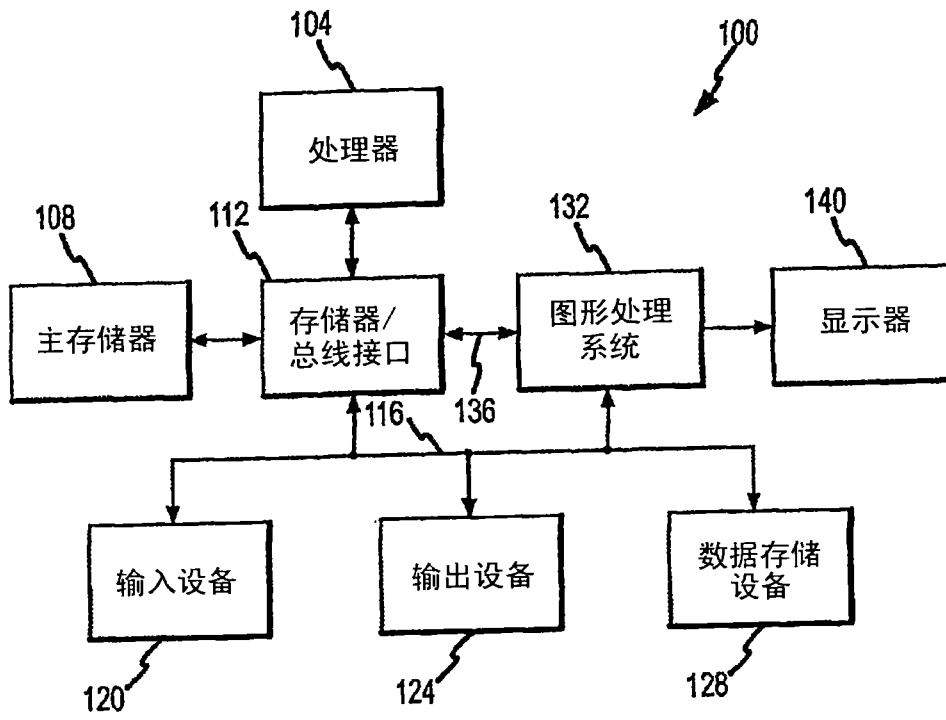 104
100
处理器
108
112
132
140
主存储器
存储器/
总线接口
图形处理
系统
显示器
136
116
输入设备
输出设备
数据存储
设备
120
124
128